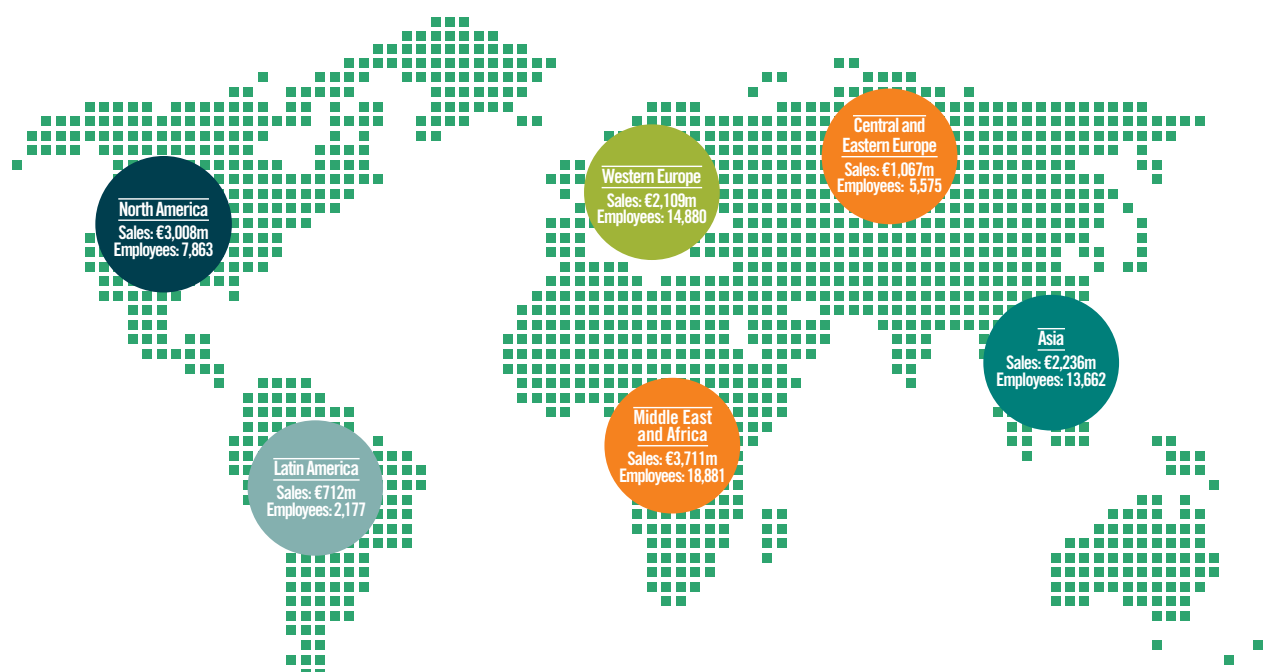 Central and
Eastern Europe
Sales: €1,067m
Employees: 5,575
Western Europe
Sales: €2,109m
Employees: 14,880
North America
Sales: €3,008m
Employees: 7,863
Asia
Sales: €2,236m
Employees: 13,662
Middle East
and Africa
Sales: €3,711m
Employees: 18,881
Latin America
Sales: €712m
Employees: 2,177